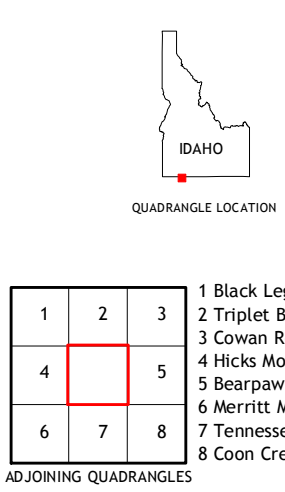 IDAHO
QUADRANGLE LOCATION
1 2 3
4 5
6 7 8
1 Black Leg
2 Triplet B
3 Cowan R
4 Hicks Mo
5 Bearpaw
6 Merritt M
7 Tennesse
8 Coon Cre
ADJOINING QUADRANGLES